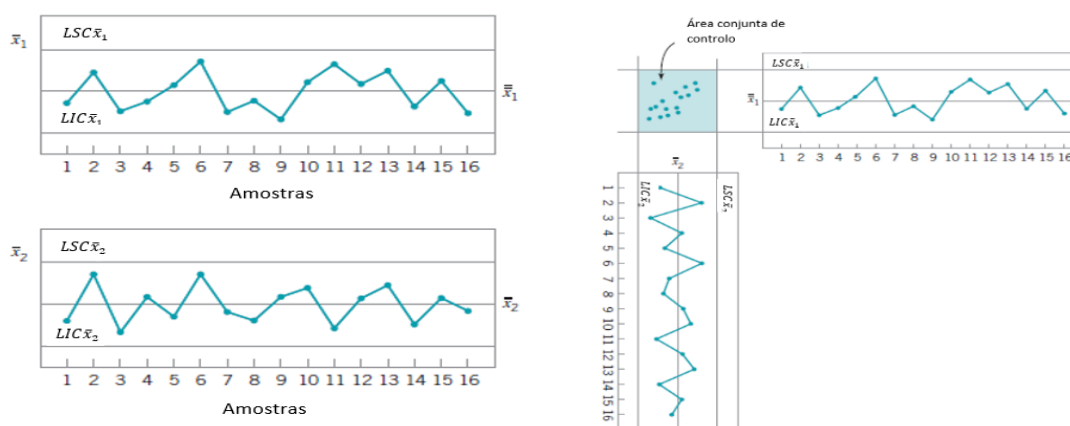 x̄₁
LSCx̄₁
x̿₁
LICx̄₁
1 2 3 4 5 6 7 8 9 10 11 12 13 14 15 16
Amostras
x̄₂
LSCx̄₂
x̿₂
LICx̄₂
1 2 3 4 5 6 7 8 9 10 11 12 13 14 15 16
Amostras
Área conjunta de
controlo
LSCx̄₁
x̿₁
LICx̄₁
1 2 3 4 5 6 7 8 9 10 11 12 13 14 15 16
x̿₂
LICx̄₂
LSCx̄₂
1 2 3 4 5 6 7 8 9 10 11 12 13 14 15 16